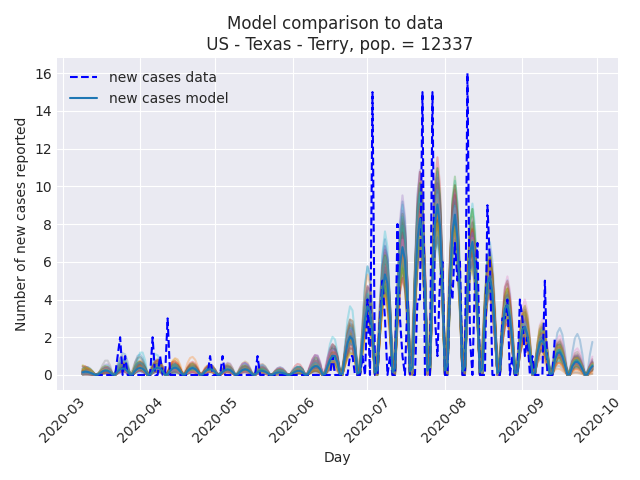 Model comparison to data
US - Texas - Terry, pop. = 12337
new cases data
new cases model
Number of new cases reported
16
14
12
10
8
6
4
2
0
2020-03
2020-04
2020-05
2020-06
2020-07
2020-08
2020-09
2020-10
Day